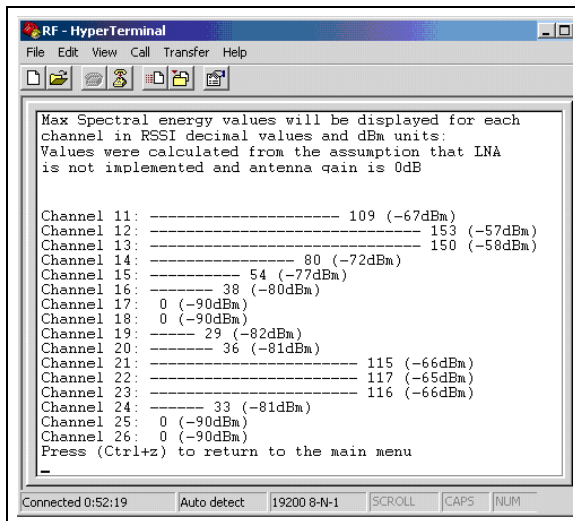 RF - HyperTerminal
File Edit View Call Transfer Help
Max Spectral energy values will be displayed for each
channel in RSSI decimal values and dBm units:
Values were calculated from the assumption that LNA
is not implemented and antenna gain is 0dB
Channel 11: --------------------- 109 (-67dBm)
Channel 12: ------------------------------ 153 (-57dBm)
Channel 13: ------------------------------ 150 (-58dBm)
Channel 14: ---------------- 80 (-72dBm)
Channel 15: ---------- 54 (-77dBm)
Channel 16: ------- 38 (-80dBm)
Channel 17: 0 (-90dBm)
Channel 18: 0 (-90dBm)
Channel 19: ----- 29 (-82dBm)
Channel 20: ------- 36 (-81dBm)
Channel 21: ----------------------- 115 (-66dBm)
Channel 22: ----------------------- 117 (-65dBm)
Channel 23: ----------------------- 116 (-66dBm)
Channel 24: ------ 33 (-81dBm)
Channel 25: 0 (-90dBm)
Channel 26: 0 (-90dBm)
Press (Ctrl+z) to return to the main menu
Connected 0:52:19 Auto detect 19200 8-N-1 SCROLL CAPS NUM